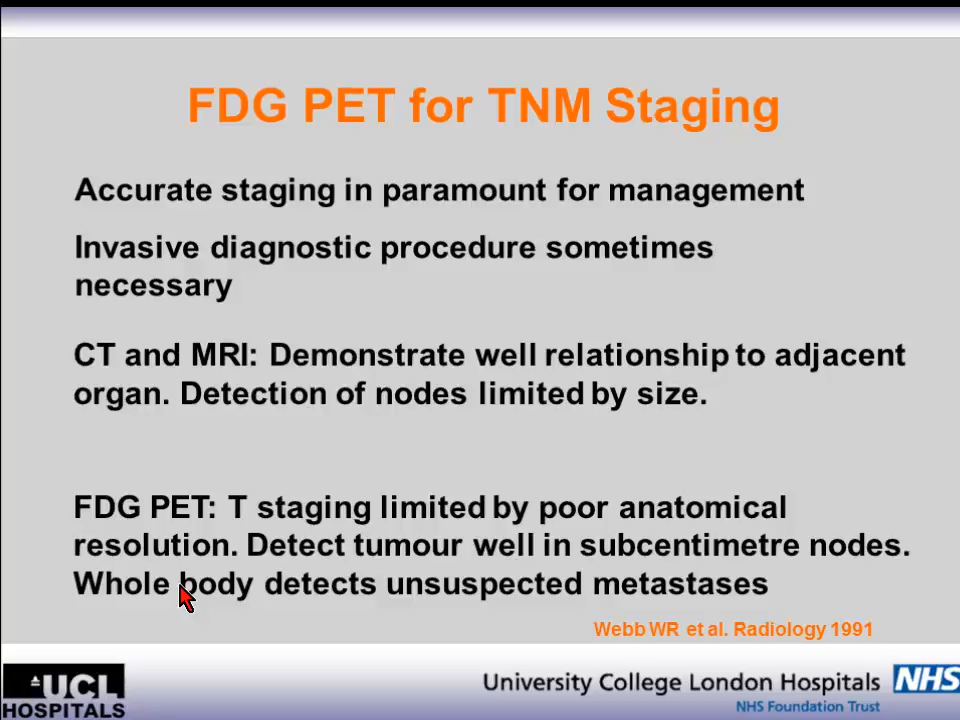 FDG PET for TNM Staging
Accurate staging in paramount for management
Invasive diagnostic procedure sometimes
necessary
CT and MRI: Demonstrate well relationship to adjacent
organ. Detection of nodes limited by size.
FDG PET: T staging limited by poor anatomical
resolution. Detect tumour well in subcentimetre nodes.
Whole body detects unsuspected metastases
Webb WR et al. Radiology 1991
UCL
HOSPITALS
University College London Hospitals
NHS
NHS Foundation Trust